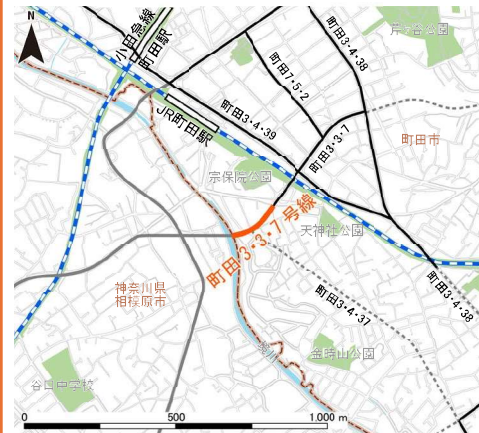 N
小田急線
町田駅
芹ヶ谷公園
町田3・4・38
町田7・5・2
町田3・4・39
JR町田駅
町田3・3・7
町田市
宗保院公園
天神社公園
町田3・3・7号線
神奈川県
相模原市
町田3・4・37
町田3・4・38
境川
金時山公園
谷口中学校
0 500 1,000 m